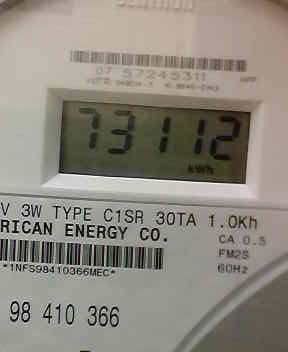 07 57245311
73112
kWh
V 3W TYPE C1SR 30TA 1.0Kh
RICAN ENERGY CO.
CA 0.5
FM2S
60Hz
*1NFS98410366MEC*
98 410 366